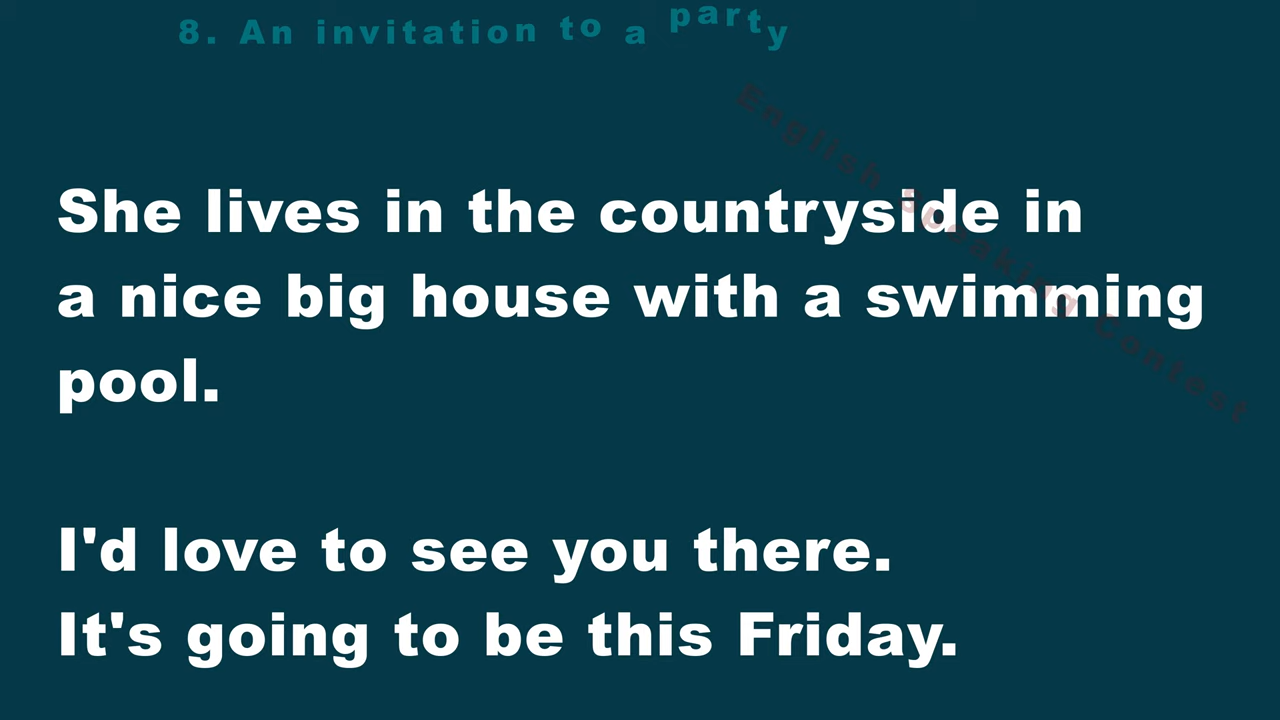 8. An invitation to a party
English Speaking Contest
She lives in the countryside in
a nice big house with a swimming
pool.
I'd love to see you there.
It's going to be this Friday.